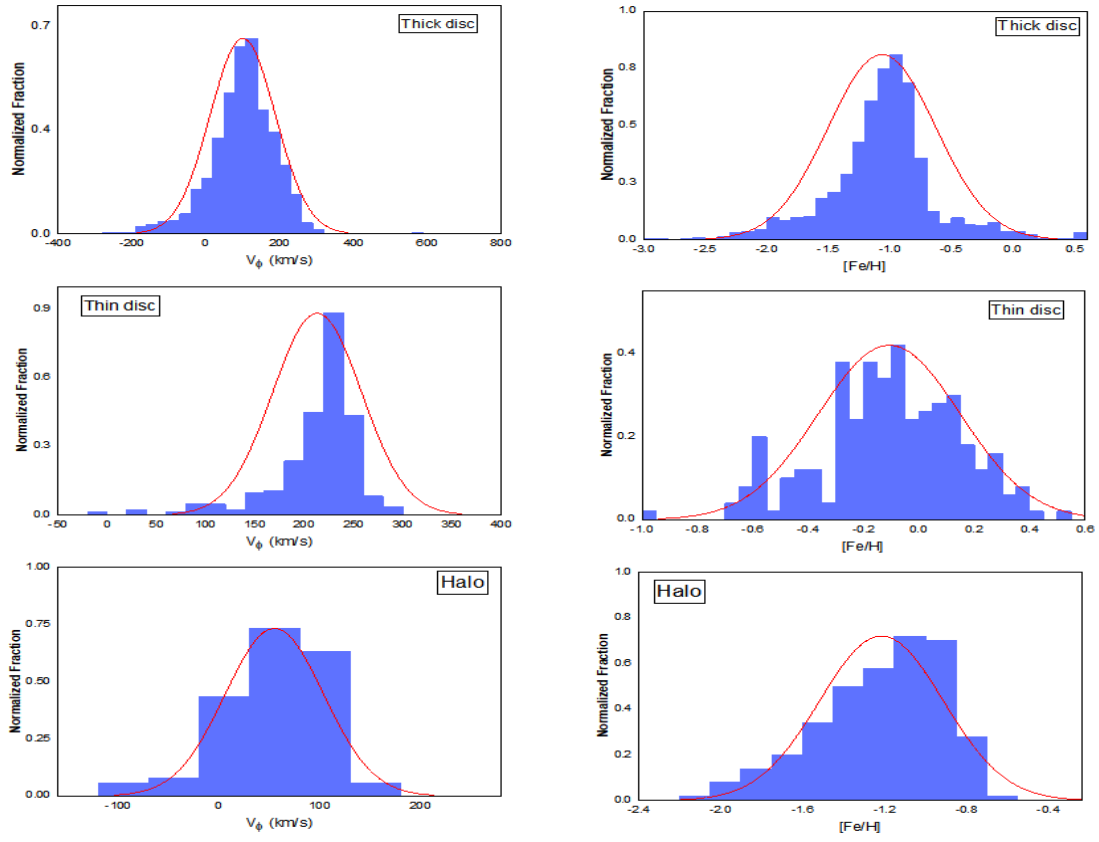 Thick disc
Normalized Fraction
0.7
0.4
0.0
-400 -200 0 200 400 600 800
Vϕ (km/s)
Thick disc
Normalized Fraction
1.0
0.8
0.5
0.3
0.0
-3.0 -2.0 -1.5 -1.0 -0.5 0.0
[Fe/H]
Thin disc
Normalized Fraction
0.9
0.6
0.3
0.0
-50 0 50 100 150 200 250 300 350 400
Vϕ (km/s)
Thin disc
Normalized Fraction
0.4
0.2
0.0
-1.0 -0.8 -0.6 -0.4 -0.2 0.0 0.2 0.4 0.6
[Fe/H]
Halo
Normalized Fraction
1.00
0.75
0.50
0.25
0.00
-100 0 100 200
Vϕ (km/s)
Halo
Normalized Fraction
1.0
0.8
0.6
0.4
0.2
0.0
-2.4 -2.0 -1.6 -1.2 -0.8 -0.4
[Fe/H]